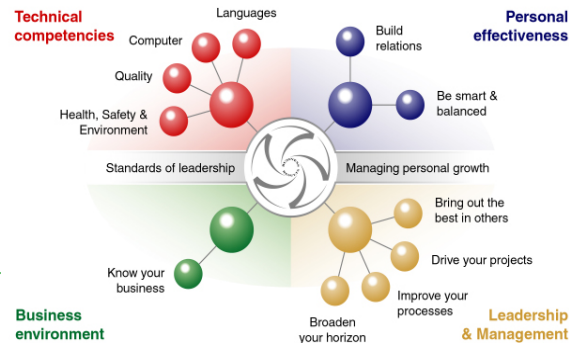 Technical
competencies
Languages
Computer
Quality
Health, Safety &
Environment
Personal
effectiveness
Build
relations
Be smart &
balanced
Standards of leadership
Managing personal growth
Know your
business
Business
environment
Bring out the
best in others
Drive your projects
Improve your
processes
Broaden
your horizon
Leadership
& Management